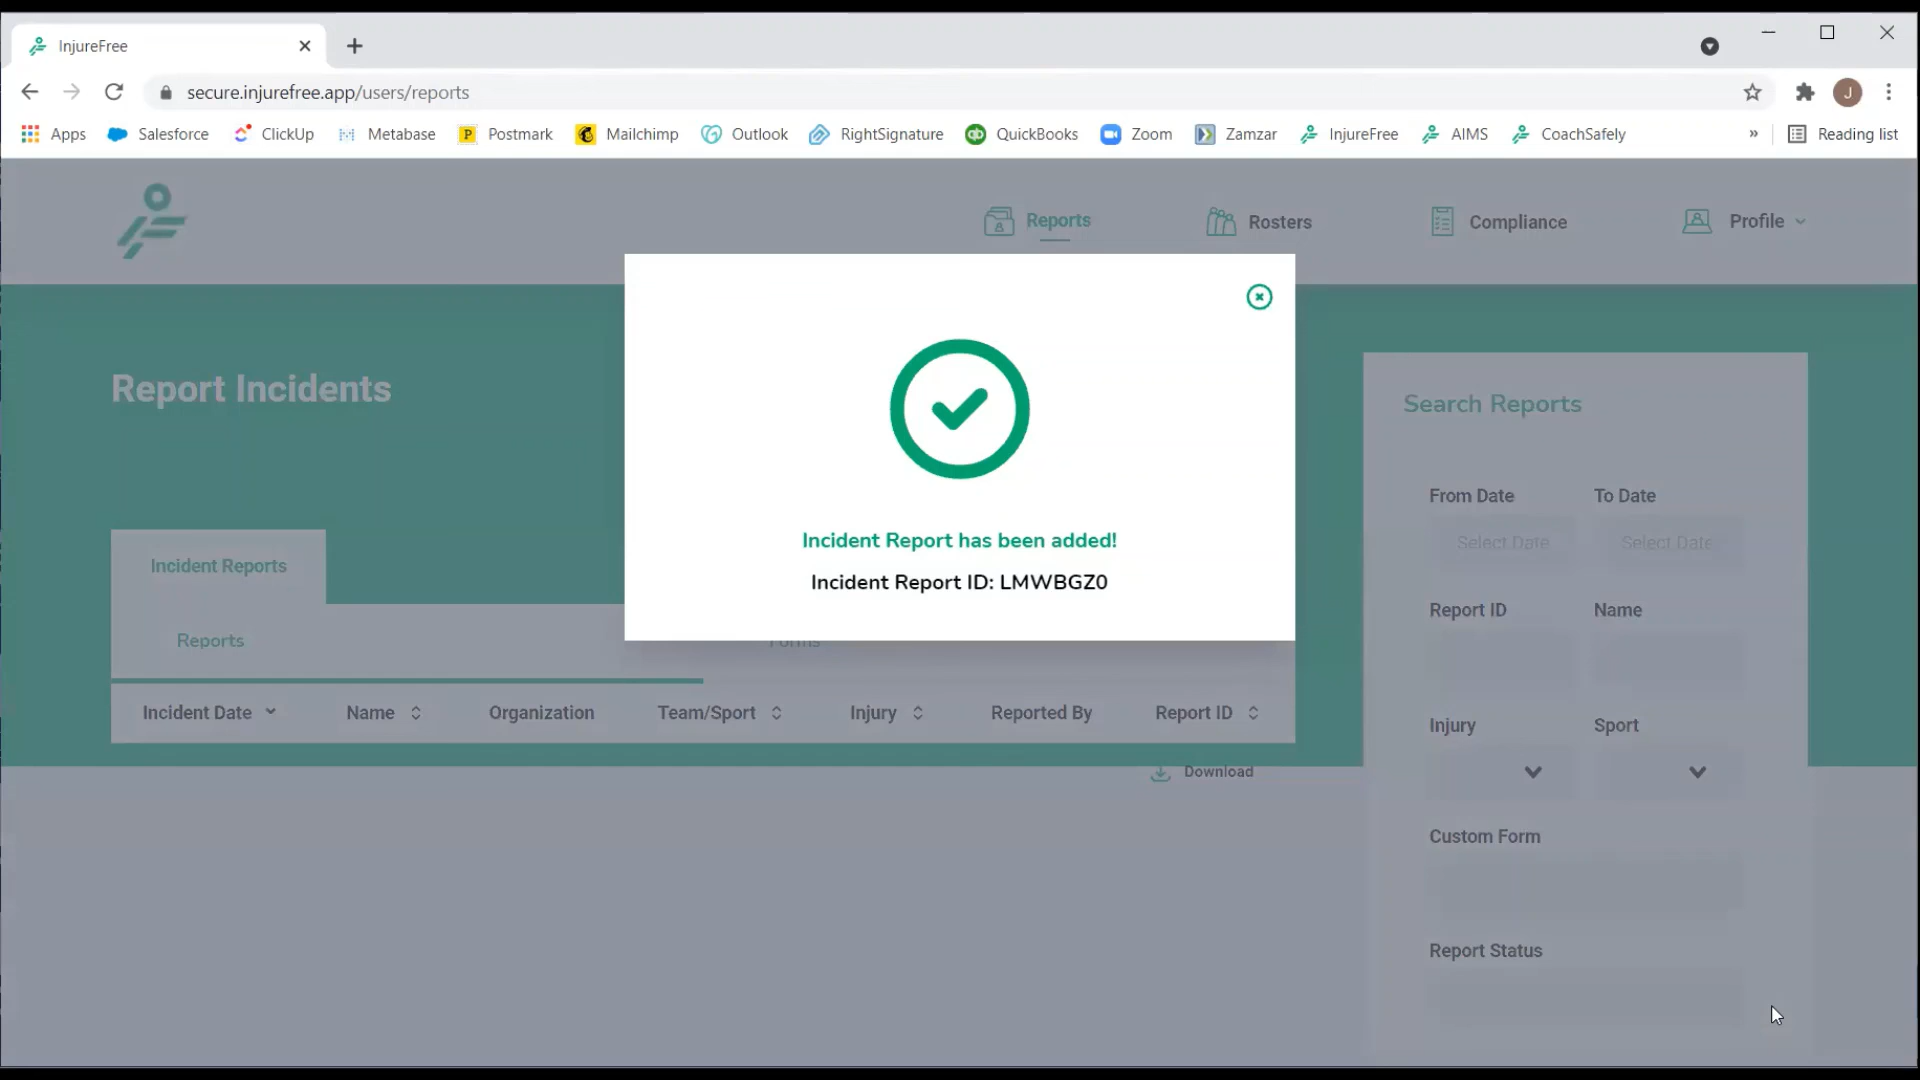 InjureFree
secure.injurefree.app/users/reports
J
Apps Salesforce ClickUp Metabase Postmark Mailchimp Outlook RightSignature QuickBooks Zoom Zamzar InjureFree AIMS CoachSafely » Reading list
Reports Rosters Compliance Profile
Report Incidents
Incident Report has been added!
Incident Report ID: LMWBGZ0
Incident Reports
Reports Forms
Incident Date Name Organization Team/Sport Injury Reported By Report ID
Download
Search Reports
From Date To Date
Select Date Select Date
Report ID Name
Injury Sport
Custom Form
Report Status